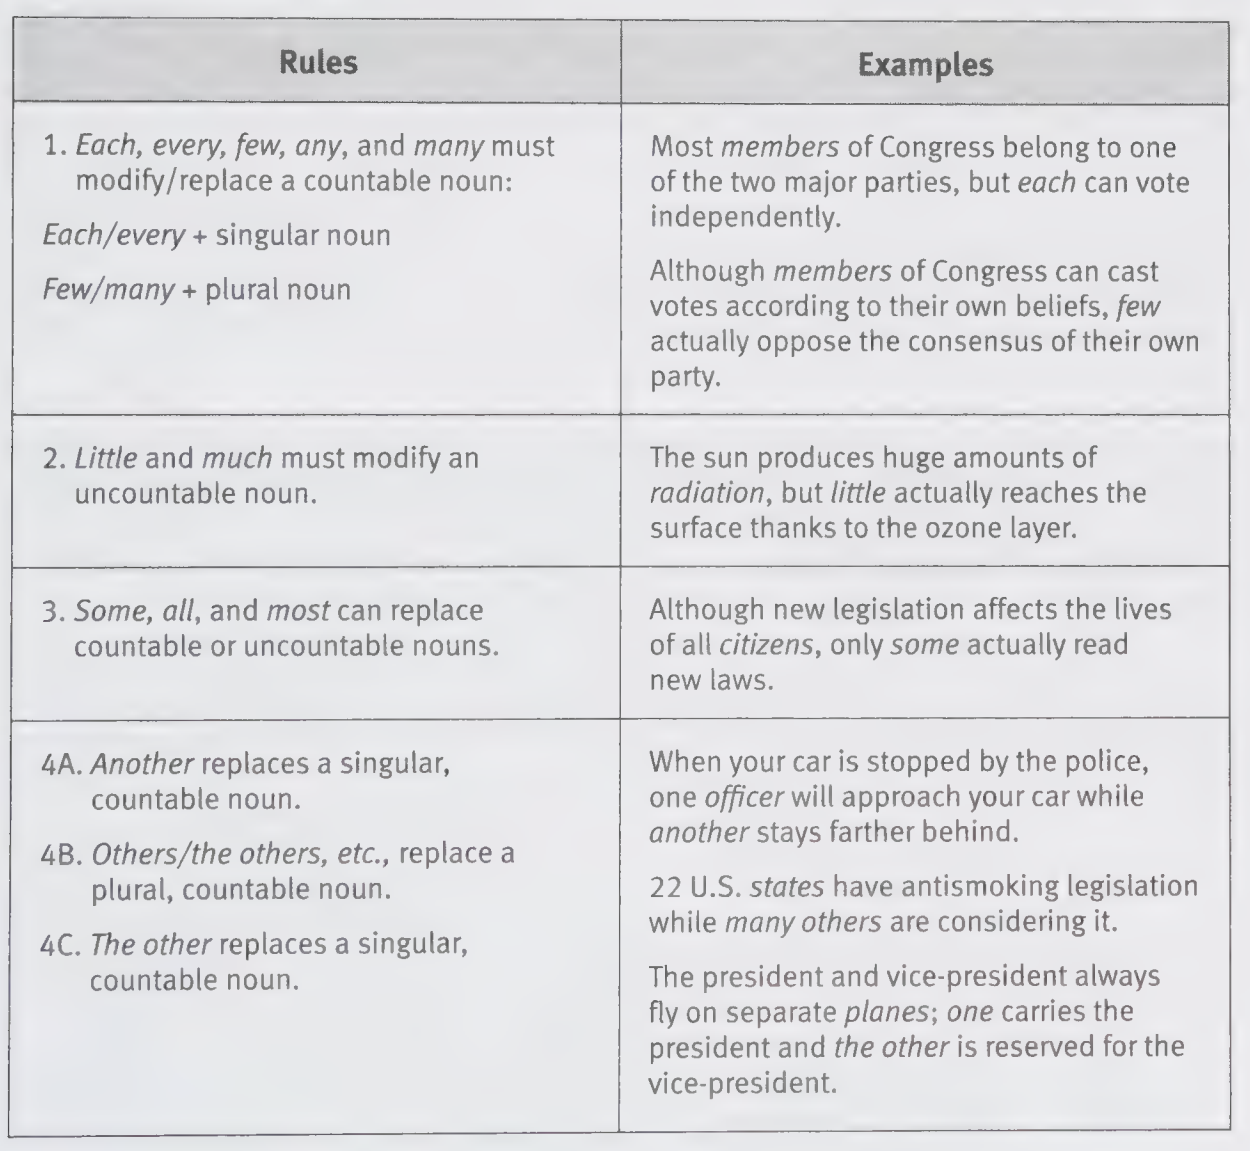 Rules
Examples
1. Each, every, few, any, and many must
modify/replace a countable noun:
Each/every + singular noun
Few/many + plural noun
Most members of Congress belong to one
of the two major parties, but each can vote
independently.
Although members of Congress can cast
votes according to their own beliefs, few
actually oppose the consensus of their own
party.
2. Little and much must modify an
uncountable noun.
The sun produces huge amounts of
radiation, but little actually reaches the
surface thanks to the ozone layer.
3. Some, all, and most can replace
countable or uncountable nouns.
Although new legislation affects the lives
of all citizens, only some actually read
new laws.
4A. Another replaces a singular,
countable noun.
4B. Others/the others, etc., replace a
plural, countable noun.
4C. The other replaces a singular,
countable noun.
When your car is stopped by the police,
one officer will approach your car while
another stays farther behind.
22 U.S. states have antismoking legislation
while many others are considering it.
The president and vice-president always
fly on separate planes; one carries the
president and the other is reserved for the
vice-president.